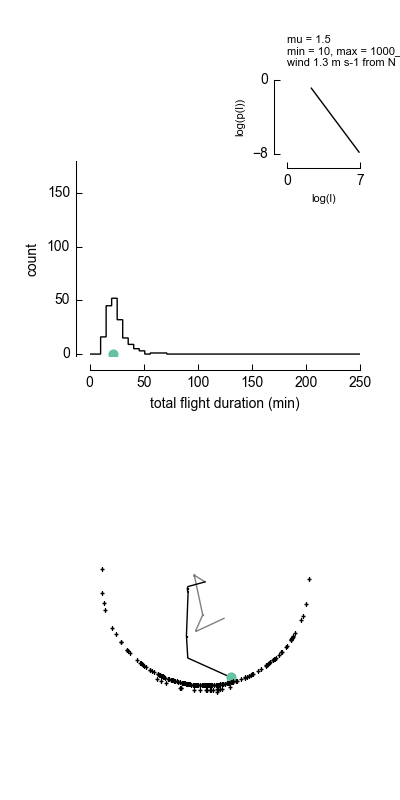 mu = 1.5
min = 10, max = 1000_
wind 1.3 m s-1 from N
0
log(p(l))
−8
0
7
log(l)
150
100
count
50
0
0
50
100
150
200
250
total flight duration (min)